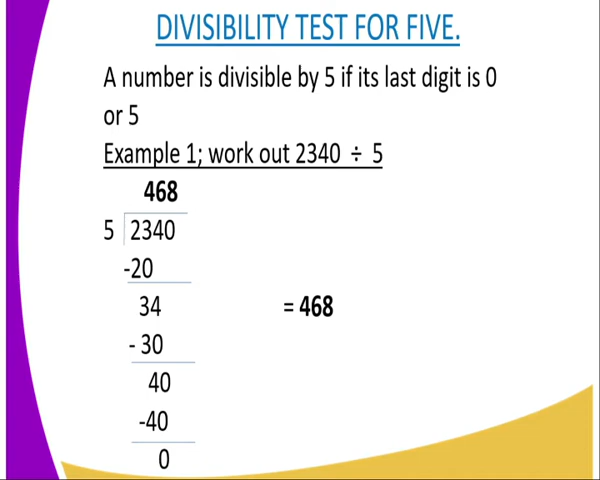 DIVISIBILITY TEST FOR FIVE.
A number is divisible by 5 if its last digit is 0
or 5
Example 1; work out 2340 ÷ 5
468
5 2340
-20
34 = 468
- 30
40
-40
0